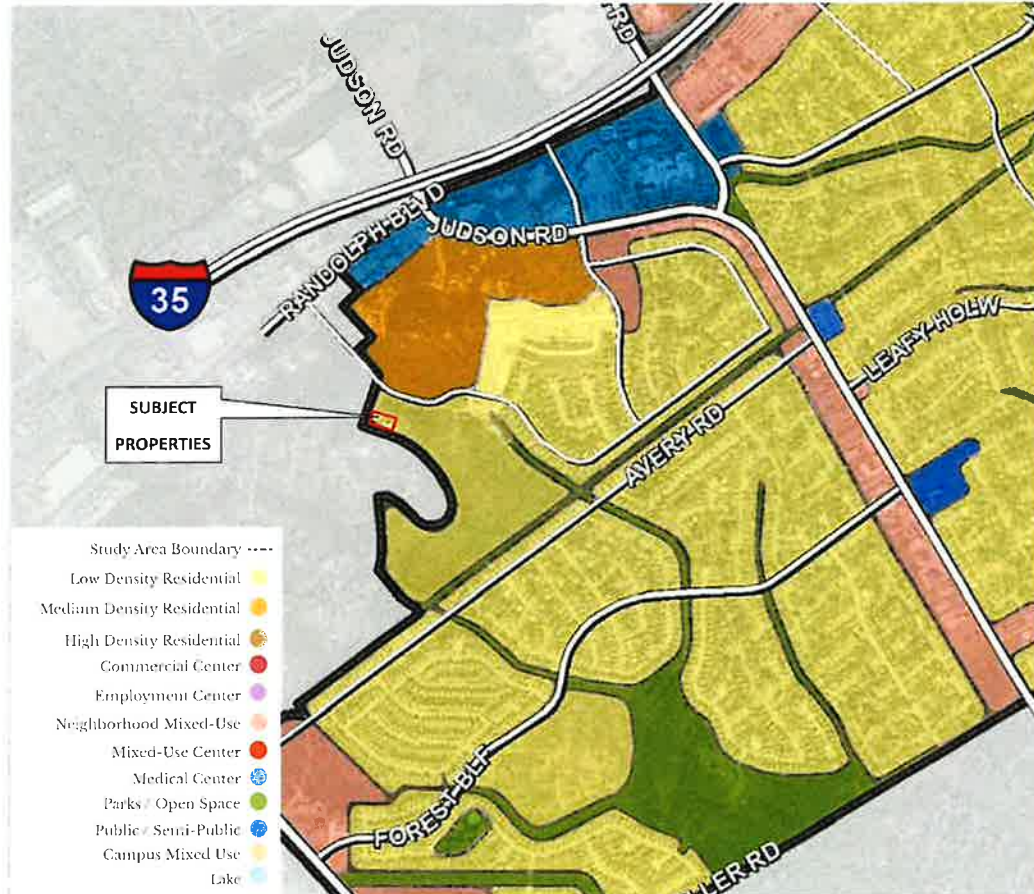 JUDSON RD
RD
RANDOLPH BLVD
JUDSON RD
35
LEAFY HOLW
SUBJECT
PROPERTIES
AVERY RD
Study Area Boundary
Low Density Residential
Medium Density Residential
High Density Residential
Commercial Center
Employment Center
Neighborhood Mixed-Use
Mixed-Use Center
Medical Center
Parks / Open Space
Public / Semi-Public
Campus Mixed Use
Lake
FOREST BLF
LER RD